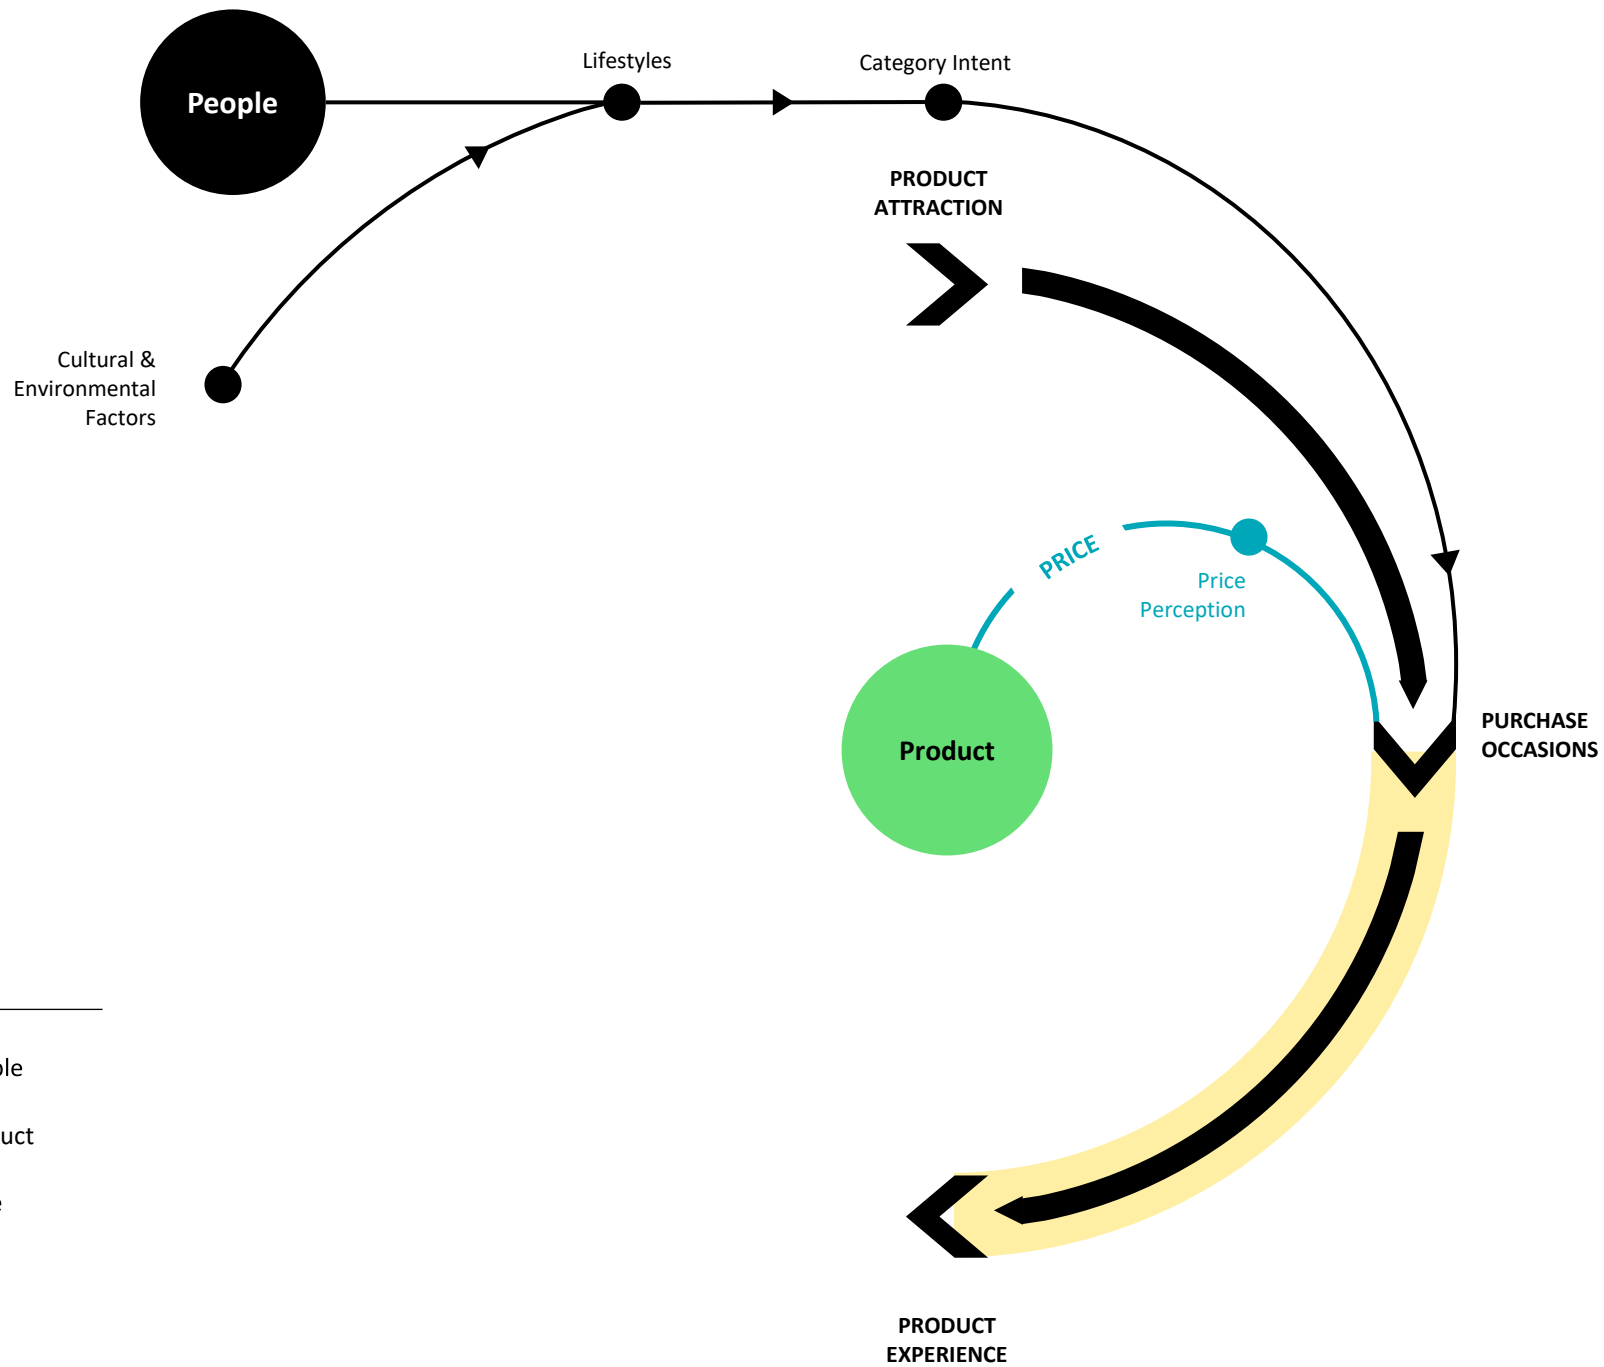 Lifestyles
Category Intent
People
PRODUCT
ATTRACTION
Cultural &
Environmental
Factors
PRICE
Price
Perception
Product
PURCHASE
OCCASIONS
PRODUCT
EXPERIENCE